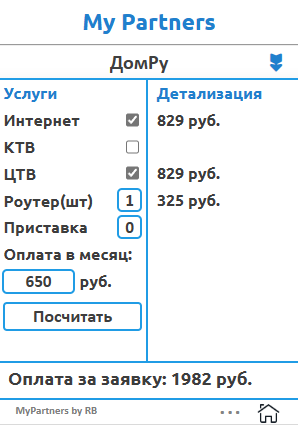 My Partners
ДомРу
Услуги Детализация
Интернет 829 руб.
КТВ
ЦТВ 829 руб.
Роутер(шт) 1 325 руб.
Приставка 0
Оплата в месяц:
650 руб.
Посчитать
Оплата за заявку: 1982 руб.
MyPartners by RB